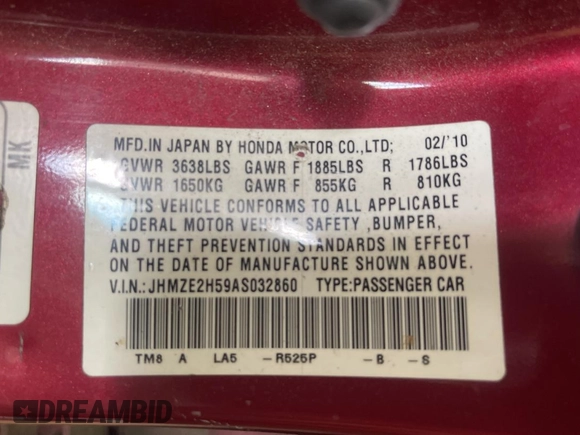 MK
MFD.IN JAPAN BY HONDA MOTOR CO.,LTD; 02/'10
GVWR 3638LBS GAWR F 1885LBS R 1786LBS
GVWR 1650KG GAWR F 855KG R 810KG
THIS VEHICLE CONFORMS TO ALL APPLICABLE
FEDERAL MOTOR VEHICLE SAFETY ,BUMPER,
AND THEFT PREVENTION STANDARDS IN EFFECT
ON THE DATE OF MANUFACTURE SHOWN ABOVE.
V.I.N.:JHMZE2H59AS032860 TYPE:PASSENGER CAR
TM8 A LA5 -R525P -B -S
DREAMBID